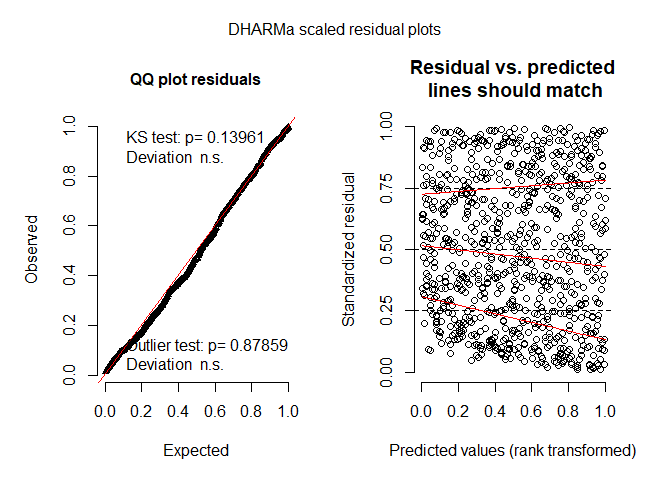 DHARMa scaled residual plots
QQ plot residuals
KS test: p= 0.13961
Deviation n.s.
Outlier test: p= 0.87859
Deviation n.s.
Observed
0.0 0.2 0.4 0.6 0.8 1.0
0.0 0.2 0.4 0.6 0.8 1.0
Expected
Residual vs. predicted
lines should match
Standardized residual
0.00 0.25 0.50 0.75 1.00
0.0 0.2 0.4 0.6 0.8 1.0
Predicted values (rank transformed)